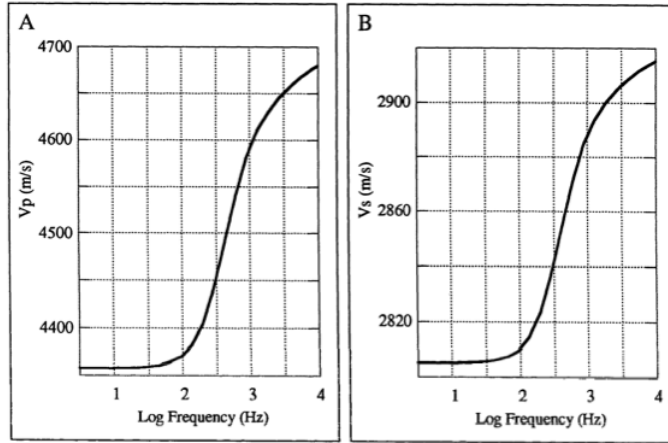 A
4700
4600
4500
4400
Vp (m/s)
1 2 3 4
Log Frequency (Hz)
B
2900
2860
2820
Vs (m/s)
1 2 3 4
Log Frequency (Hz)